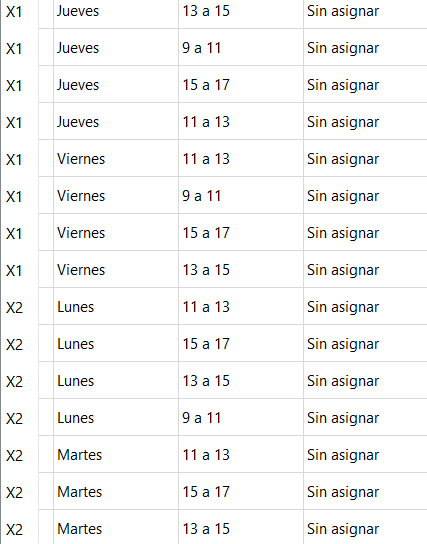 X1 Jueves 13 a 15 Sin asignar
X1 Jueves 9 a 11 Sin asignar
X1 Jueves 15 a 17 Sin asignar
X1 Jueves 11 a 13 Sin asignar
X1 Viernes 11 a 13 Sin asignar
X1 Viernes 9 a 11 Sin asignar
X1 Viernes 15 a 17 Sin asignar
X1 Viernes 13 a 15 Sin asignar
X2 Lunes 11 a 13 Sin asignar
X2 Lunes 15 a 17 Sin asignar
X2 Lunes 13 a 15 Sin asignar
X2 Lunes 9 a 11 Sin asignar
X2 Martes 11 a 13 Sin asignar
X2 Martes 15 a 17 Sin asignar
X2 Martes 13 a 15 Sin asignar